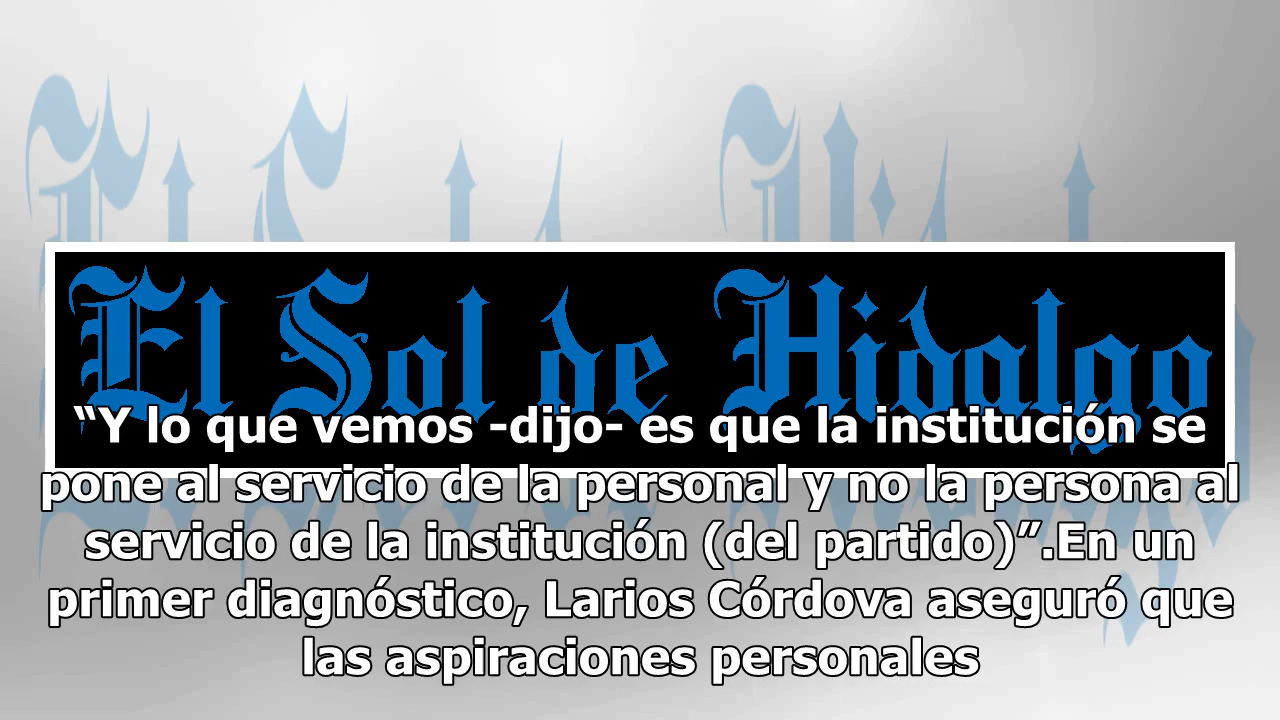 El Sol de Hidalgo
“Y lo que vemos -dijo- es que la institución se
pone al servicio de la personal y no la persona al
servicio de la institución (del partido)”.En un
primer diagnóstico, Larios Córdova aseguró que
las aspiraciones personales